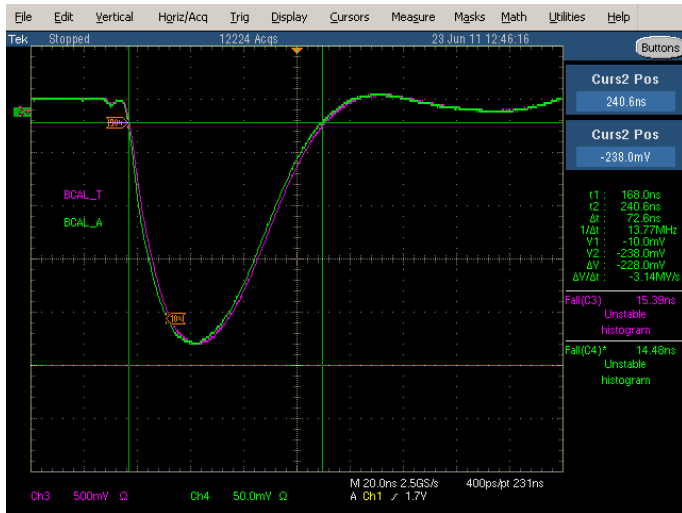 File Edit Vertical Horiz/Acq Trig Display Cursors Measure Masks Math Utilities Help
Tek Stopped 12224 Acqs 23 Jun 11 12:46:16
Buttons
Curs2 Pos
240.6ns
Curs2 Pos
-238.0mV
t1 : 168.0ns
t2 : 240.6ns
Δt : 72.6ns
1/Δt : 13.77MHz
V1 : -10.0mV
V2 : -238.0mV
ΔV : -228.0mV
ΔV/Δt : -3.14MV/s
BCAL_T
BCAL_A
Fall(C3) 15.39ns
Unstable
histogram
10%
Fall(C4)* 14.48ns
Unstable
histogram
Ch3 500mV Ω Ch4 50.0mV Ω
M 20.0ns 2.5GS/s 400ps/pt 231ns
A Ch1 ⁄ 1.7V